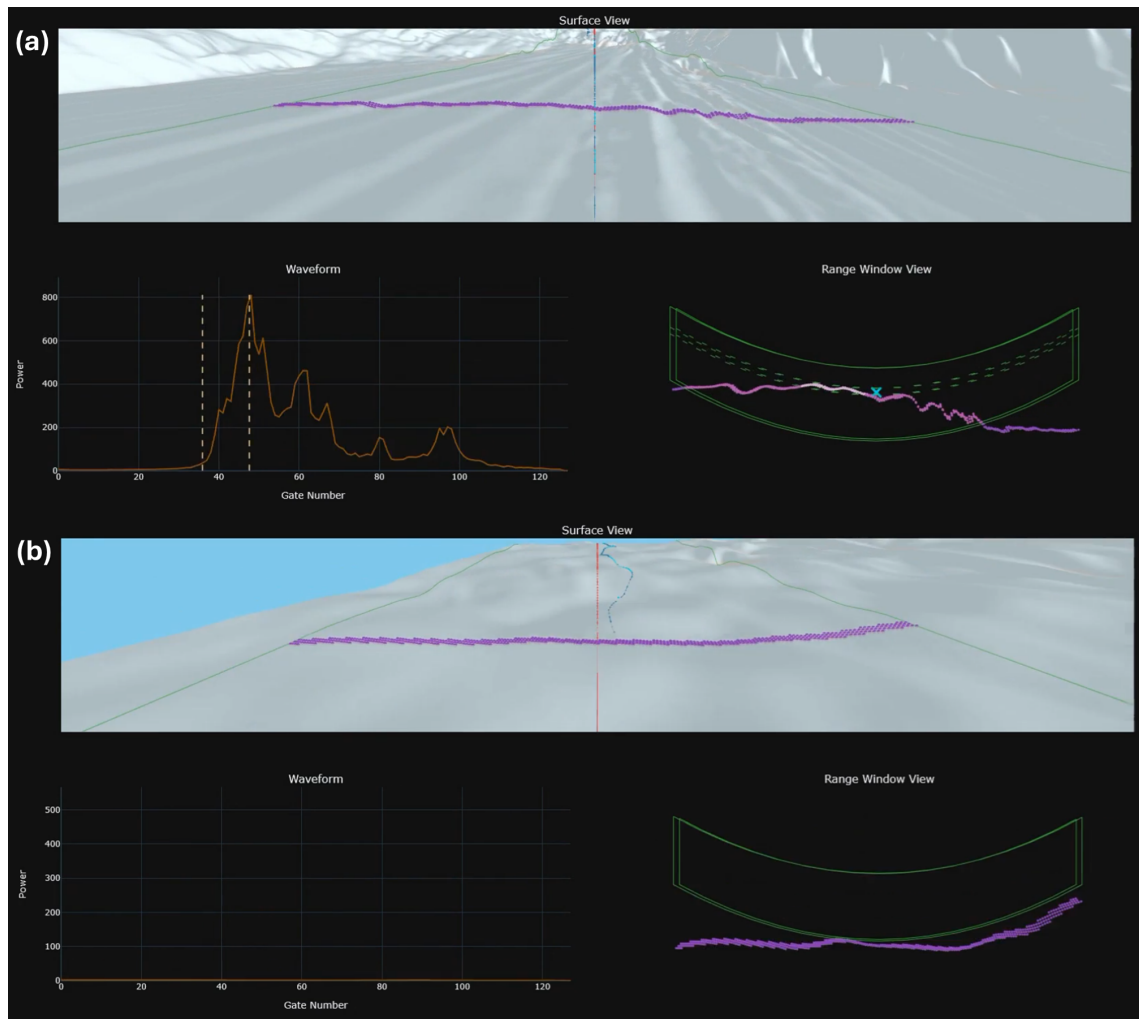 (a)
Surface View
Waveform
Range Window View
800
600
400
200
0
Power
0 20 40 60 80 100 120
Gate Number
(b)
Surface View
Waveform
Range Window View
500
400
300
200
100
0
Power
0 20 40 60 80 100 120
Gate Number